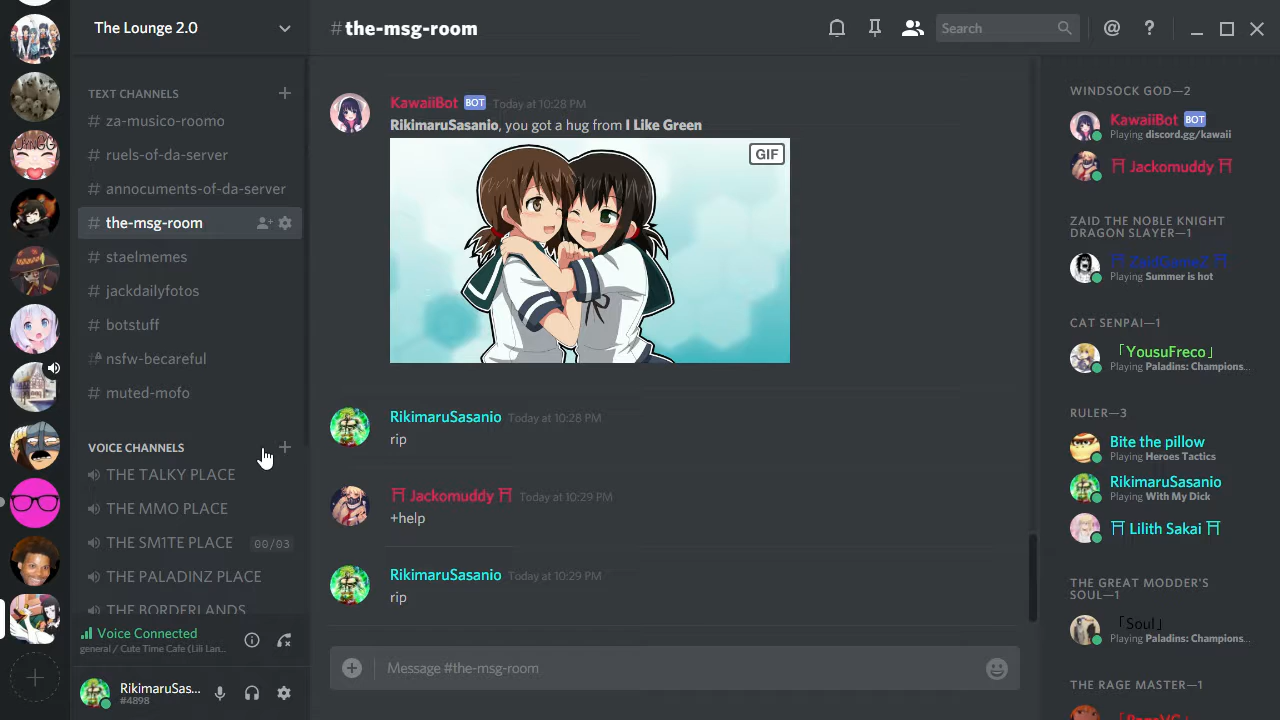 The Lounge 2.0
TEXT CHANNELS
# za-musico-roomo
# ruels-of-da-server
# annocuments-of-da-server
# the-msg-room
# staelmemes
# jackdailyfotos
# botstuff
# nsfw-becareful
# muted-mofo
VOICE CHANNELS
THE TALKY PLACE
THE MMO PLACE
THE SM1TE PLACE 00/03
THE PALADINZ PLACE
THE BORDERLANDS
Voice Connected
general / Cute Time Cafe (Lili Lan...
RikimaruSas...
#4898
#the-msg-room
Search
KawaiiBot BOT Today at 10:28 PM
RikimaruSasanio, you got a hug from I Like Green
GIF
RikimaruSasanio Today at 10:28 PM
rip
⛩ Jackomuddy ⛩ Today at 10:29 PM
+help
RikimaruSasanio Today at 10:29 PM
rip
Message #the-msg-room
WINDSOCK GOD—2
KawaiiBot BOT
Playing discord.gg/kawaii
⛩ Jackomuddy ⛩
ZAID THE NOBLE KNIGHT
DRAGON SLAYER—1
⛩ ZaidGameZ ⛩
Playing Summer is hot
CAT SENPAI—1
「YousuFreco」
Playing Paladins: Champions...
RULER—3
Bite the pillow
Playing Heroes Tactics
RikimaruSasanio
Playing With My Dick
⛩ Lilith Sakai ⛩
THE GREAT MODDER'S
SOUL—1
「Soul」
Playing Paladins: Champions...
THE RAGE MASTER—1